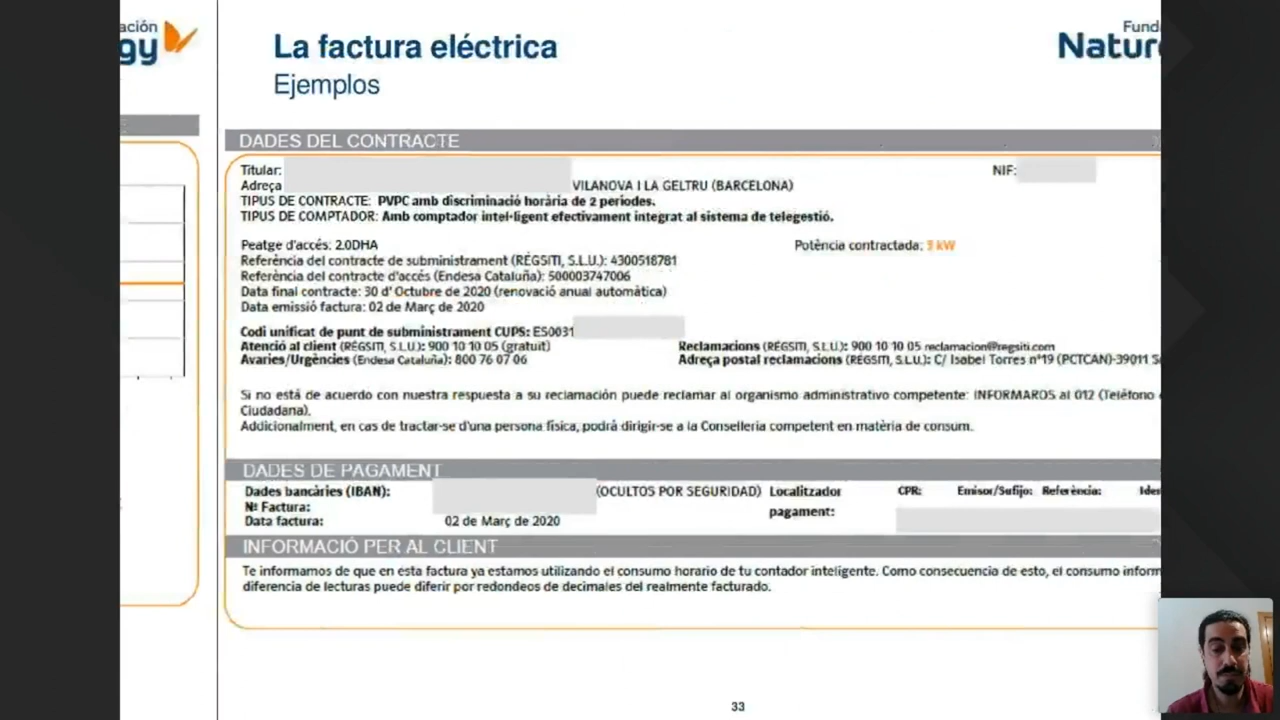 ación
gy
La factura eléctrica
Ejemplos
Fund
Natur
DADES DEL CONTRACTE
Titular:
NIF:
Adreça VILANOVA I LA GELTRU (BARCELONA)
TIPUS DE CONTRACTE: PVPC amb discriminació horària de 2 periodes.
TIPUS DE COMPTADOR: Amb comptador intel·ligent efectivament integrat al sistema de telegestió.
Peatge d'accés: 2.0DHA
Potència contractada: 3 kW
Referència del contracte de subministrament (RÈGSITI, S.L.U.): 4300518781
Referència del contracte d'accés (Endesa Cataluña): 500003747006
Data final contracte: 30 d' Octubre de 2020 (renovació anual automàtica)
Data emissió factura: 02 de Març de 2020
Codi unificat de punt de subministrament CUPS: ES0031
Atenció al client (RÈGSITI, S.L.U.): 900 10 10 05 (gratuit)
Reclamacions (RÈGSITI, S.L.U.): 900 10 10 05 reclamacion@regsiti.com
Avaries/Urgències (Endesa Cataluña): 800 76 07 06
Adreça postal reclamacions (RÈGSITI, S.L.U.): C/ Isabel Torres nº19 (PCTCAN)-39011 S
Si no está de acuerdo con nuestra respuesta a su reclamación puede reclamar al organismo administrativo competente: INFORMAROS al 012 (Teléfono
Ciudadana).
Addicionalment, en cas de tractar-se d'una persona física, podrà dirigir-se a la Conselleria competent en matèria de consum.
DADES DE PAGAMENT
Dades bancàries (IBAN): (OCULTOS POR SEGURIDAD) Localitzador
pagament:
CPR: Emisor/Sufijo: Referència: Iden
Nº Factura:
Data factura: 02 de Març de 2020
INFORMACIÓ PER AL CLIENT
Te informamos de que en esta factura ya estamos utilizando el consumo horario de tu contador inteligente. Como consecuencia de esto, el consumo inform
diferencia de lecturas puede diferir por redondeos de decimales del realmente facturado.
33